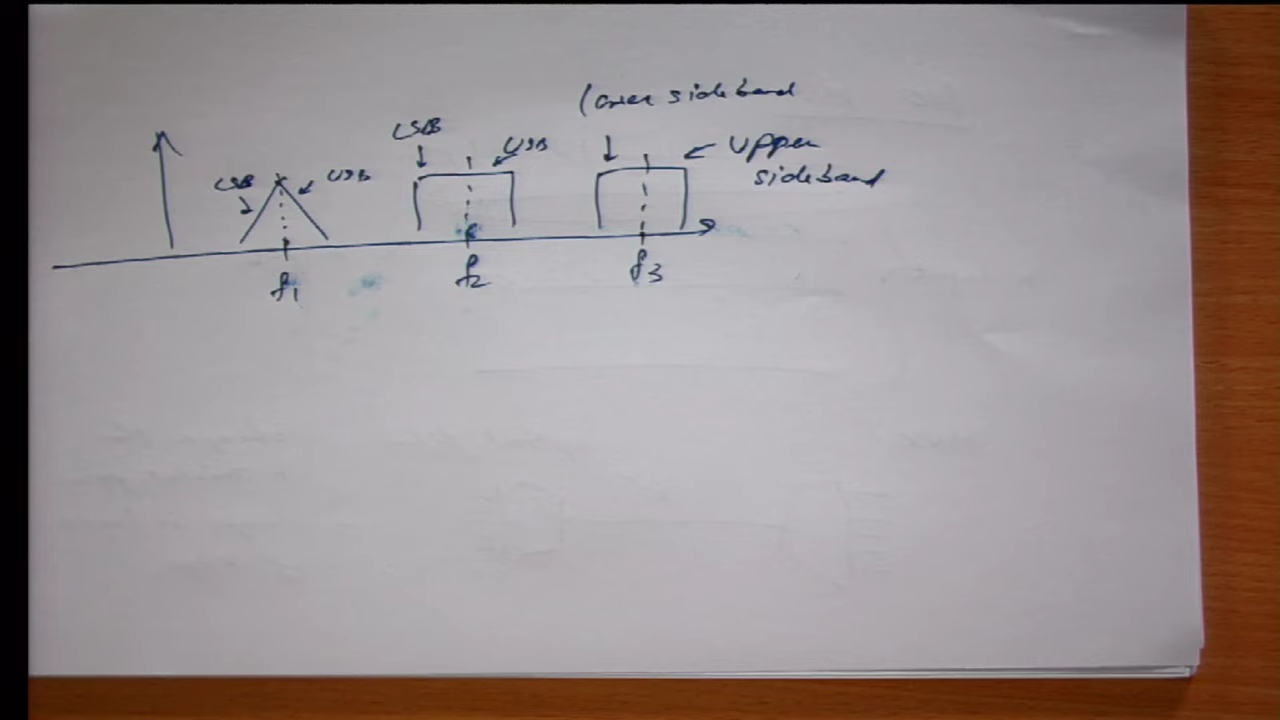 Lower sideband
LSB
USB
Upper
sideband
LSB
USB
f1
f2
f3